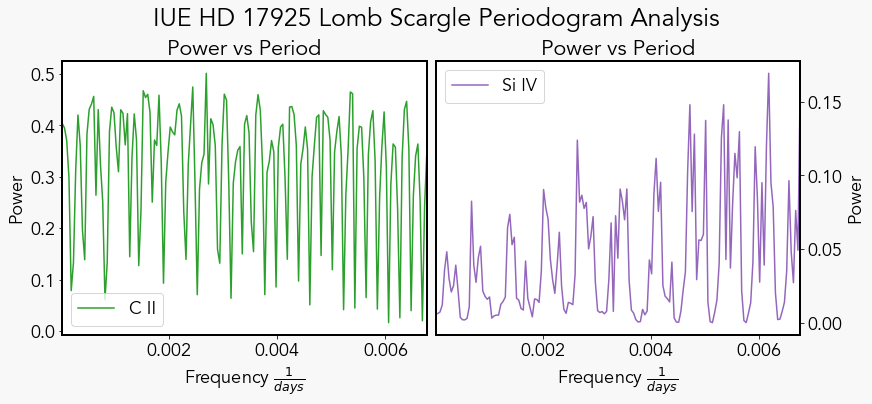 IUE HD 17925 Lomb Scargle Periodogram Analysis
Power vs Period
Power vs Period
0.5
0.4
0.3
0.2
0.1
0.0
Power
C II
0.002
0.004
0.006
Frequency 1/days
Si IV
0.15
0.10
0.05
0.00
Power
0.002
0.004
0.006
Frequency 1/days